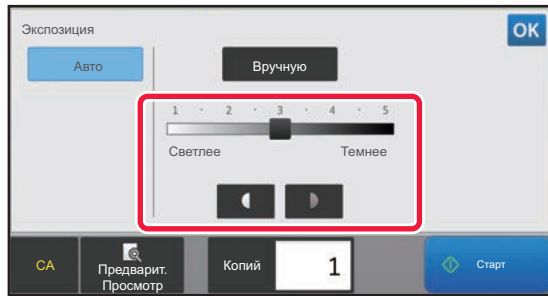 Экспозиция
OK
Авто
Вручную
1 · 2 · 3 · 4 · 5
Светлее
Темнее
CA
Предварит.
Просмотр
Копий
1
Старт